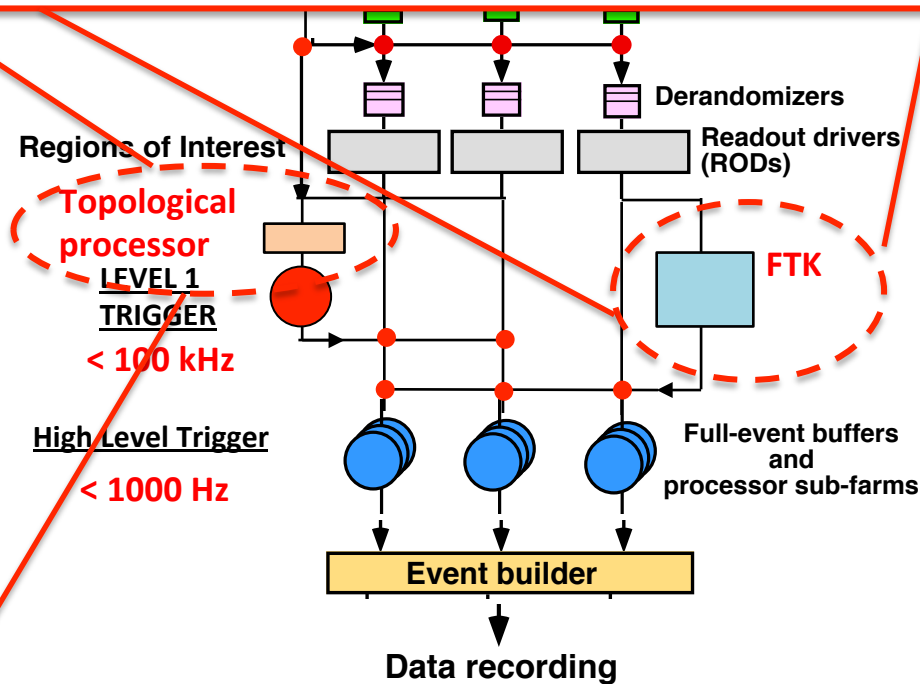 Derandomizers
Readout drivers
(RODs)
Regions of Interest
Topological
processor
LEVEL 1
TRIGGER
< 100 kHz
FTK
High Level Trigger
< 1000 Hz
Full-event buffers
and
processor sub-farms
Event builder
Data recording